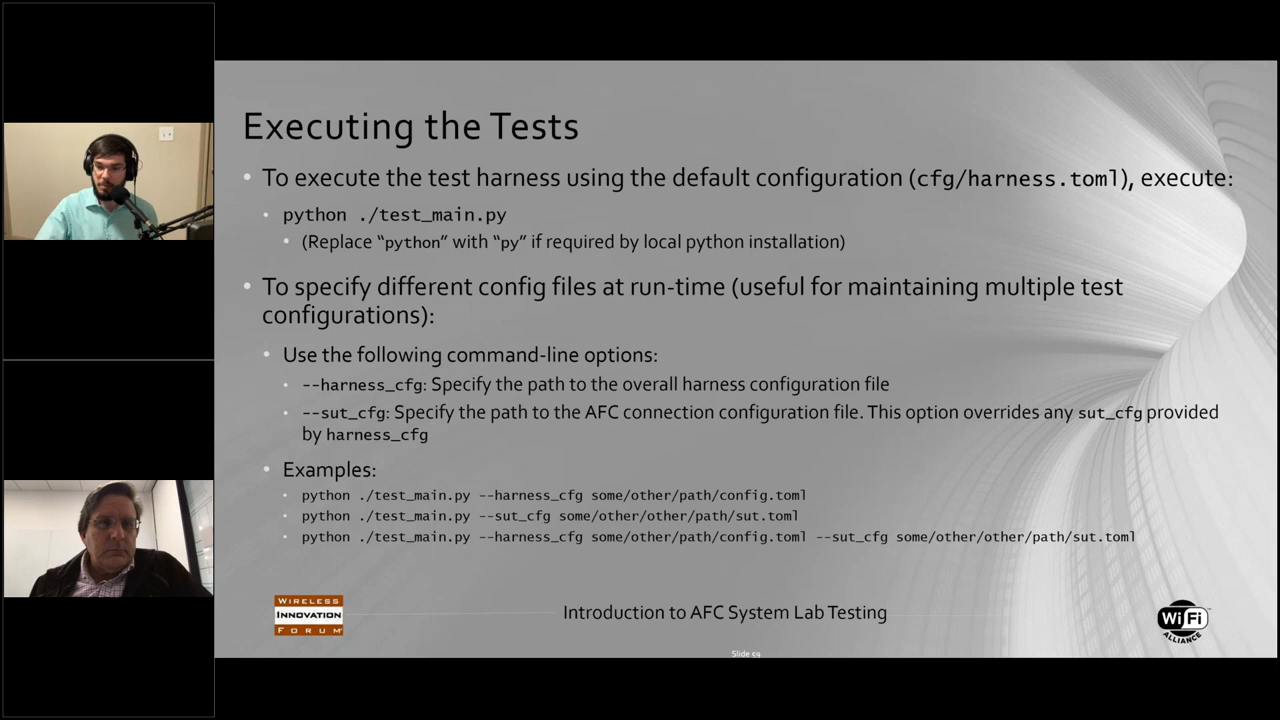 Executing the Tests
• To execute the test harness using the default configuration (cfg/harness.toml), execute:
• python ./test_main.py
• (Replace “python” with “py” if required by local python installation)
• To specify different config files at run-time (useful for maintaining multiple test
configurations):
• Use the following command-line options:
• --harness_cfg: Specify the path to the overall harness configuration file
• --sut_cfg: Specify the path to the AFC connection configuration file. This option overrides any sut_cfg provided
by harness_cfg
• Examples:
• python ./test_main.py --harness_cfg some/other/path/config.toml
• python ./test_main.py --sut_cfg some/other/other/path/sut.toml
• python ./test_main.py --harness_cfg some/other/path/config.toml --sut_cfg some/other/other/path/sut.toml
WIRELESS
INNOVATION
FORUM
Introduction to AFC System Lab Testing
Wi Fi
ALLIANCE
Slide 59